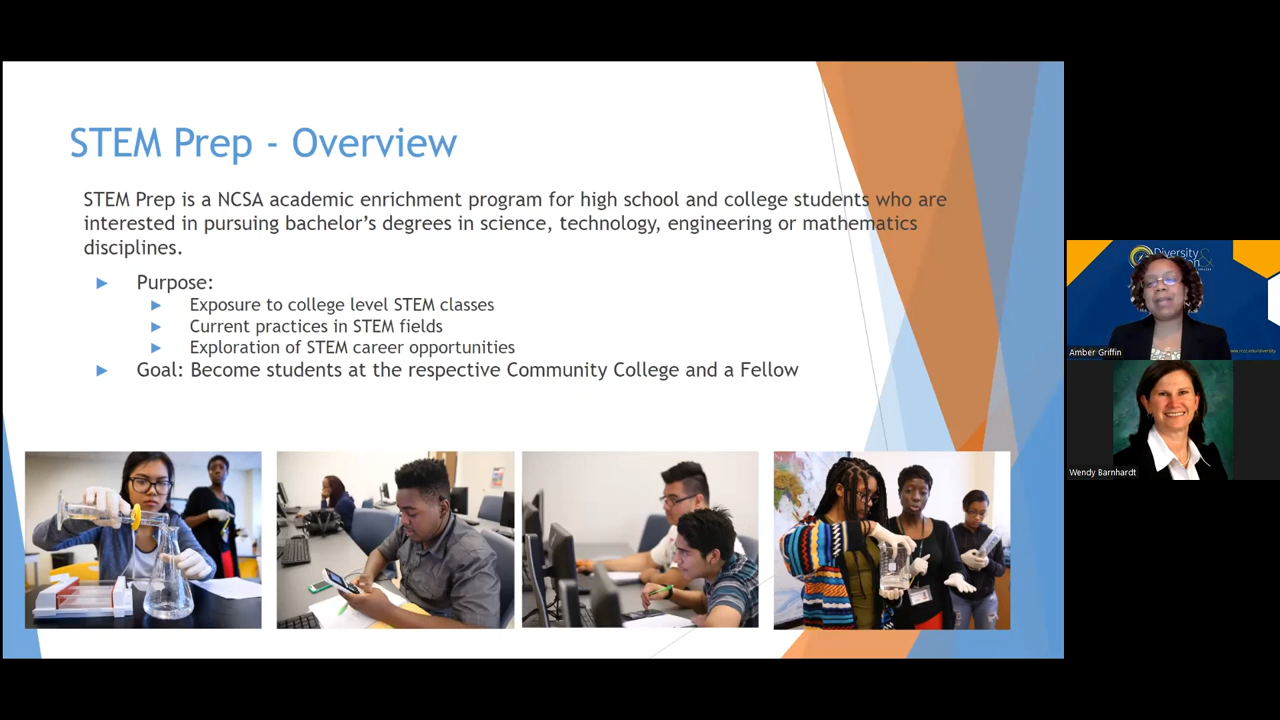 STEM Prep - Overview
STEM Prep is a NCSA academic enrichment program for high school and college students who are
interested in pursuing bachelor's degrees in science, technology, engineering or mathematics
disciplines.
Purpose:
Exposure to college level STEM classes
Current practices in STEM fields
Exploration of STEM career opportunities
Goal: Become students at the respective Community College and a Fellow
Diversity &
Amber Griffin
Wendy Barnhardt